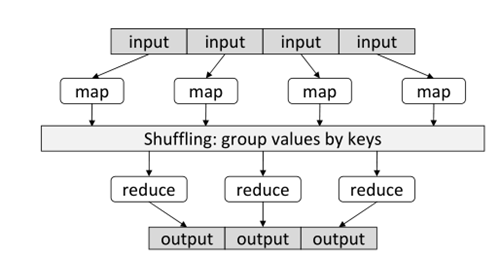 input input input input
map map map map
Shuffling: group values by keys
reduce reduce reduce
output output output